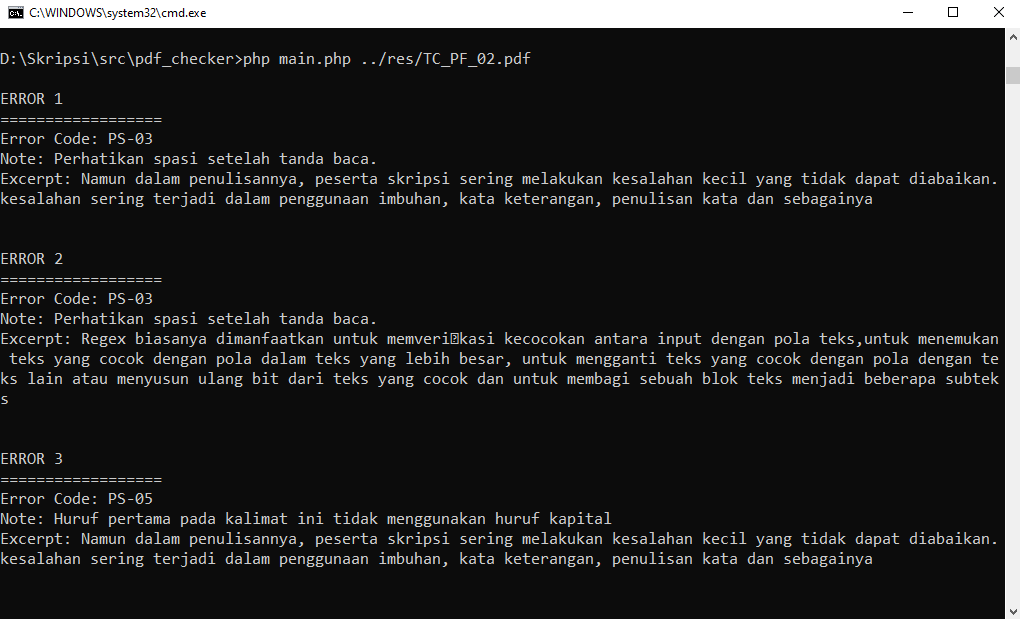 C:\WINDOWS\system32\cmd.exe
D:\Skripsi\src\pdf_checker>php main.php ../res/TC_PF_02.pdf
ERROR 1
==================
Error Code: PS-03
Note: Perhatikan spasi setelah tanda baca.
Excerpt: Namun dalam penulisannya, peserta skripsi sering melakukan kesalahan kecil yang tidak dapat diabaikan.
kesalahan sering terjadi dalam penggunaan imbuhan, kata keterangan, penulisan kata dan sebagainya
ERROR 2
==================
Error Code: PS-03
Note: Perhatikan spasi setelah tanda baca.
Excerpt: Regex biasanya dimanfaatkan untuk memveri�kasi kecocokan antara input dengan pola teks,untuk menemukan
teks yang cocok dengan pola dalam teks yang lebih besar, untuk mengganti teks yang cocok dengan pola dengan te
ks lain atau menyusun ulang bit dari teks yang cocok dan untuk membagi sebuah blok teks menjadi beberapa subtek
s
ERROR 3
==================
Error Code: PS-05
Note: Huruf pertama pada kalimat ini tidak menggunakan huruf kapital
Excerpt: Namun dalam penulisannya, peserta skripsi sering melakukan kesalahan kecil yang tidak dapat diabaikan.
kesalahan sering terjadi dalam penggunaan imbuhan, kata keterangan, penulisan kata dan sebagainya